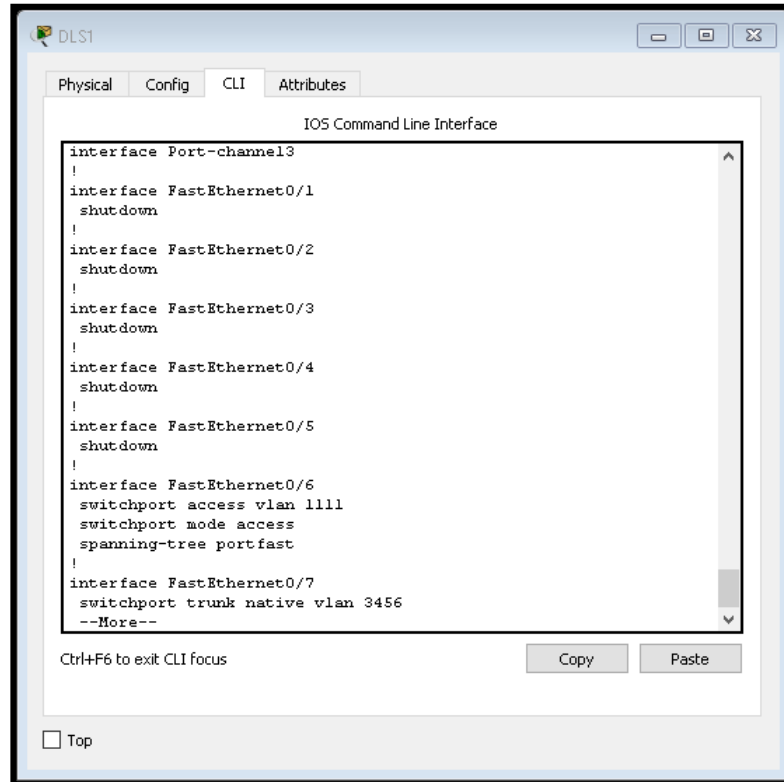 DLS1
Physical Config CLI Attributes
IOS Command Line Interface
interface Port-channel3
!
interface FastEthernet0/1
 shutdown
!
interface FastEthernet0/2
 shutdown
!
interface FastEthernet0/3
 shutdown
!
interface FastEthernet0/4
 shutdown
!
interface FastEthernet0/5
 shutdown
!
interface FastEthernet0/6
 switchport access vlan 1111
 switchport mode access
 spanning-tree portfast
!
interface FastEthernet0/7
 switchport trunk native vlan 3456
 --More--
Ctrl+F6 to exit CLI focus
Copy Paste
Top